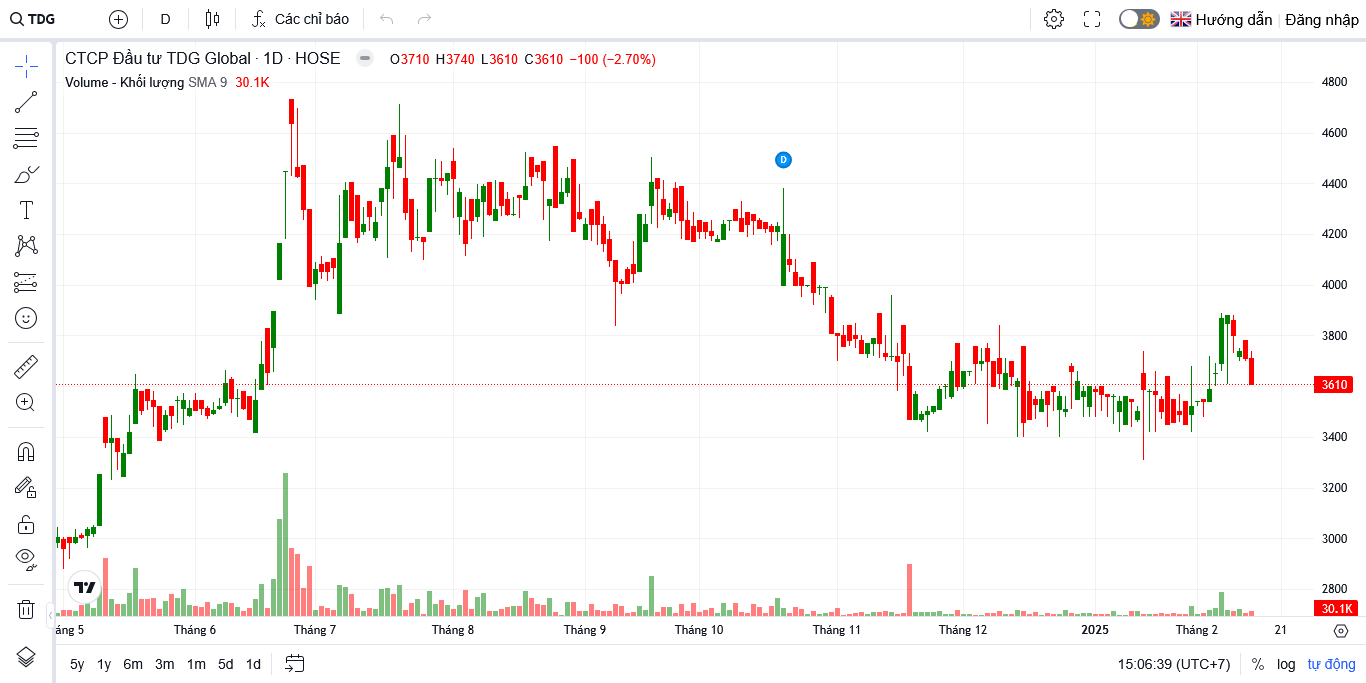 TDG D Các chỉ báo Hướng dẫn Đăng nhập
CTCP Đầu tư TDG Global · 1D · HOSE O3710 H3740 L3610 C3610 −100 (−2.70%)
Volume - Khối lượng SMA 9 30.1K
4800
4600
D
4400
4200
4000
3800
3610
3400
3200
3000
2800
30.1K
áng 5 Tháng 6 Tháng 7 Tháng 8 Tháng 9 Tháng 10 Tháng 11 Tháng 12 2025 Tháng 2 21
5y 1y 6m 3m 1m 5d 1d 15:06:39 (UTC+7) % log tự động